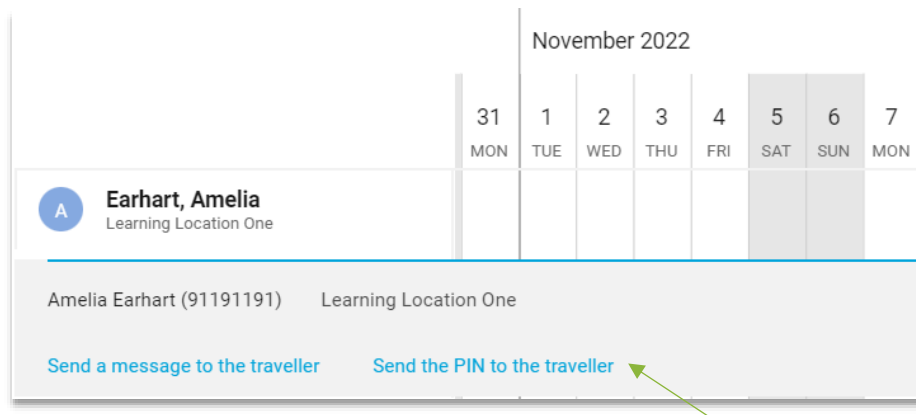 November 2022
31 1 2 3 4 5 6 7
MON TUE WED THU FRI SAT SUN MON
A
Earhart, Amelia
Learning Location One
Amelia Earhart (91191191) Learning Location One
Send a message to the traveller Send the PIN to the traveller